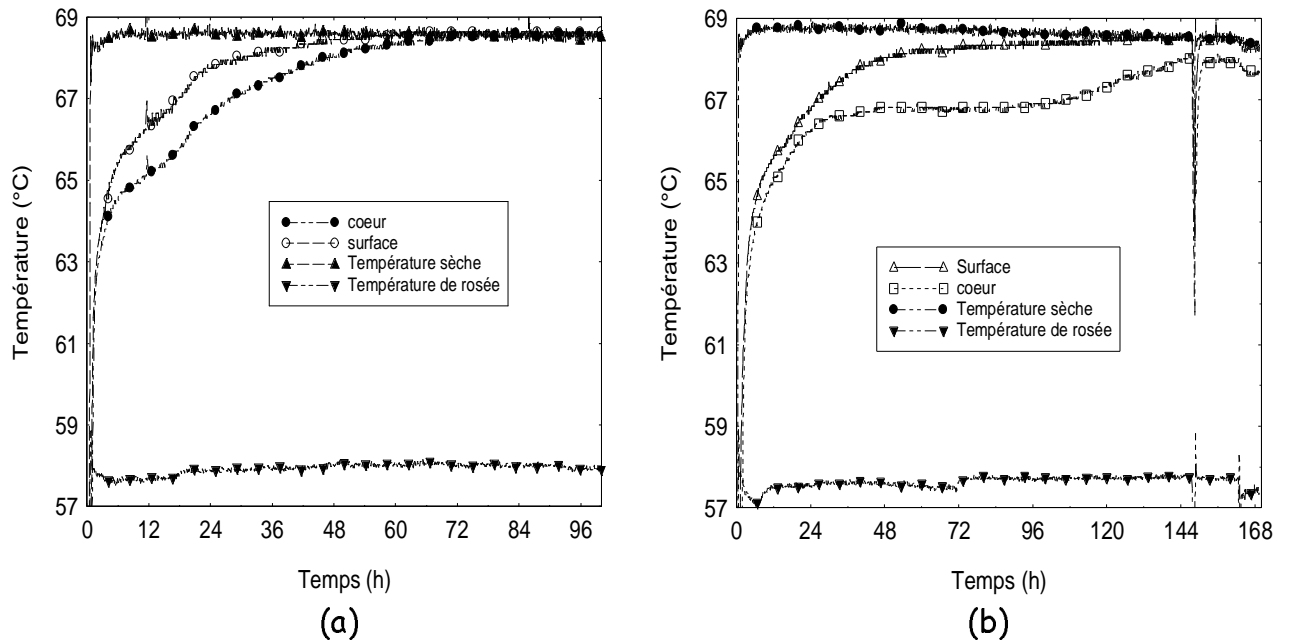 69
67
65
63
61
59
57
Température (°C)
coeur
surface
Température sèche
Température de rosée
0 12 24 36 48 60 72 84 96
Temps (h)
(a)
69
67
65
63
61
59
57
Température (°C)
Surface
coeur
Température sèche
Température de rosée
0 24 48 72 96 120 144 168
Temps (h)
(b)